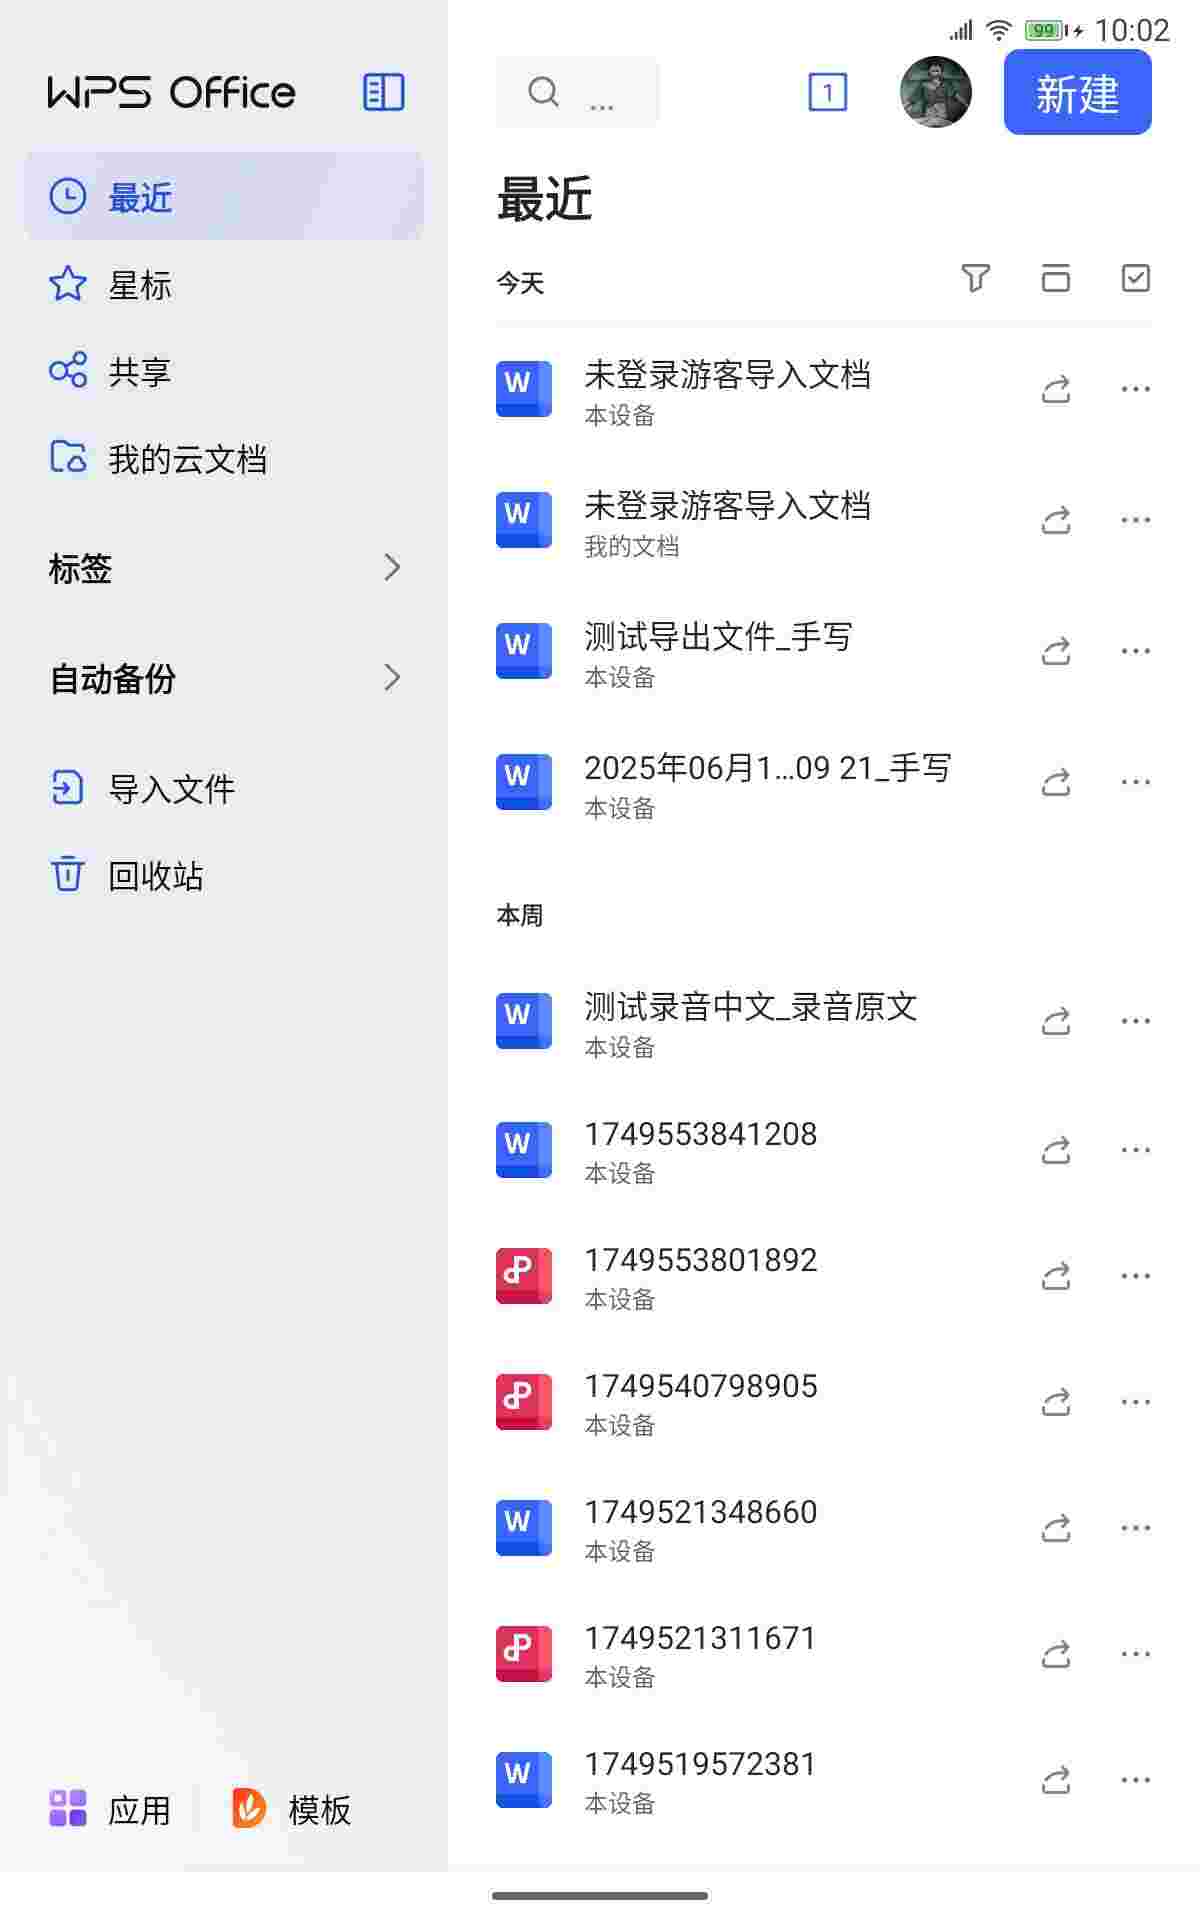 99 10:02
WPS Office
... 1 新建
最近
星标
共享
我的云文档
标签
自动备份
导入文件
回收站
应用 模板
最近
今天
未登录游客导入文档
本设备
未登录游客导入文档
我的文档
测试导出文件_手写
本设备
2025年06月1...09 21_手写
本设备
本周
测试录音中文_录音原文
本设备
1749553841208
本设备
1749553801892
本设备
1749540798905
本设备
1749521348660
本设备
1749521311671
本设备
1749519572381
本设备